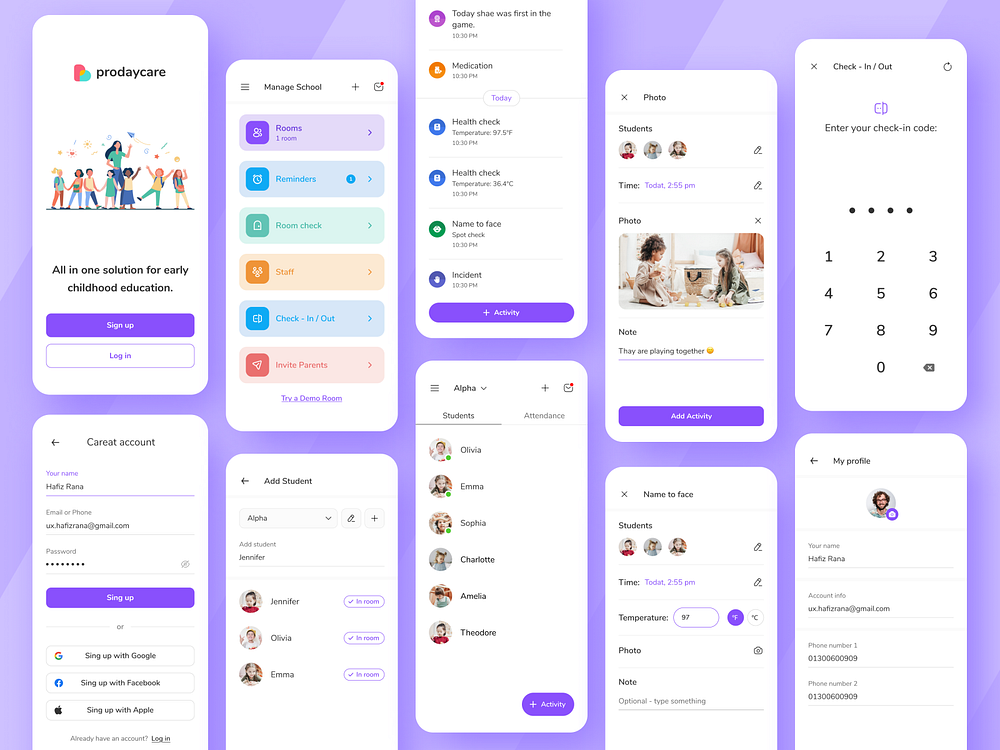 prodaycare
All in one solution for early
childhood education.
Sign up
Log in
Careat account
Your name
Hafiz Rana
Email or Phone
ux.hafizrana@gmail.com
Password
Sing up
or
Sing up with Google
Sing up with Facebook
Sing up with Apple
Already have an account? Log in
Manage School
Rooms
1 room
Reminders
1
Room check
Staff
Check - In / Out
Invite Parents
Try a Demo Room
Add Student
Alpha
Add student
Jennifer
Jennifer
In room
Olivia
In room
Emma
In room
Today shae was first in the
game.
10:30 PM
Medication
10:30 PM
Today
Health check
Temperature: 97.5°F
10:30 PM
Health check
Temperature: 36.4°C
10:30 PM
Name to face
Spot check
10:30 PM
Incident
10:30 PM
+ Activity
Alpha
Students
Attendance
Olivia
Emma
Sophia
Charlotte
Amelia
Theodore
+ Activity
Photo
Students
Time: Todat, 2:55 pm
Photo
Note
Thay are playing together 😊
Add Activity
Name to face
Students
Time: Todat, 2:55 pm
Temperature: 97 °F °C
Photo
Note
Optional - type something
Check - In / Out
Enter your check-in code:
1 2 3
4 5 6
7 8 9
0
My profile
Your name
Hafiz Rana
Account info
ux.hafizrana@gmail.com
Phone number 1
01300600909
Phone number 2
01300600909